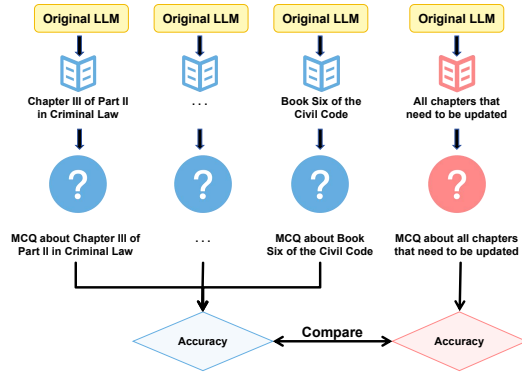 Original LLM
Original LLM
Original LLM
Original LLM
Chapter III of Part II
in Criminal Law
. . .
Book Six of the
Civil Code
All chapters that
need to be updated
?
?
?
?
MCQ about Chapter III of
Part II in Criminal Law
. . .
MCQ about Book
Six of the Civil Code
MCQ about all chapters
that need to be updated
Accuracy
Compare
Accuracy